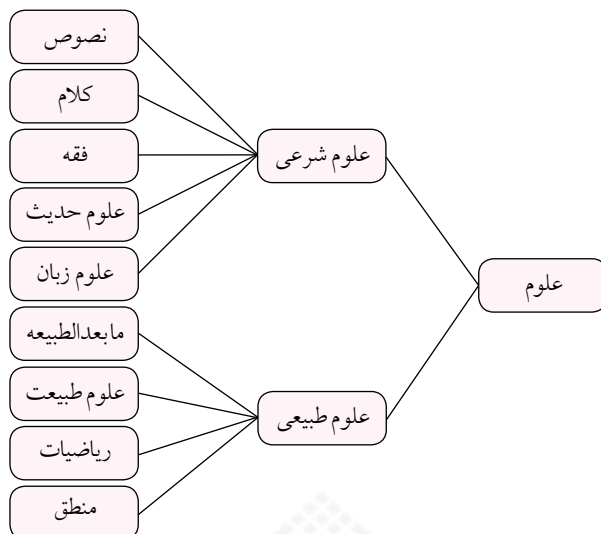 علوم
علوم شرعی
نصوص
کلام
فقه
علوم حدیث
علوم زبان
علوم طبیعی
مابعدالطبیعه
علوم طبیعت
ریاضیات
منطق